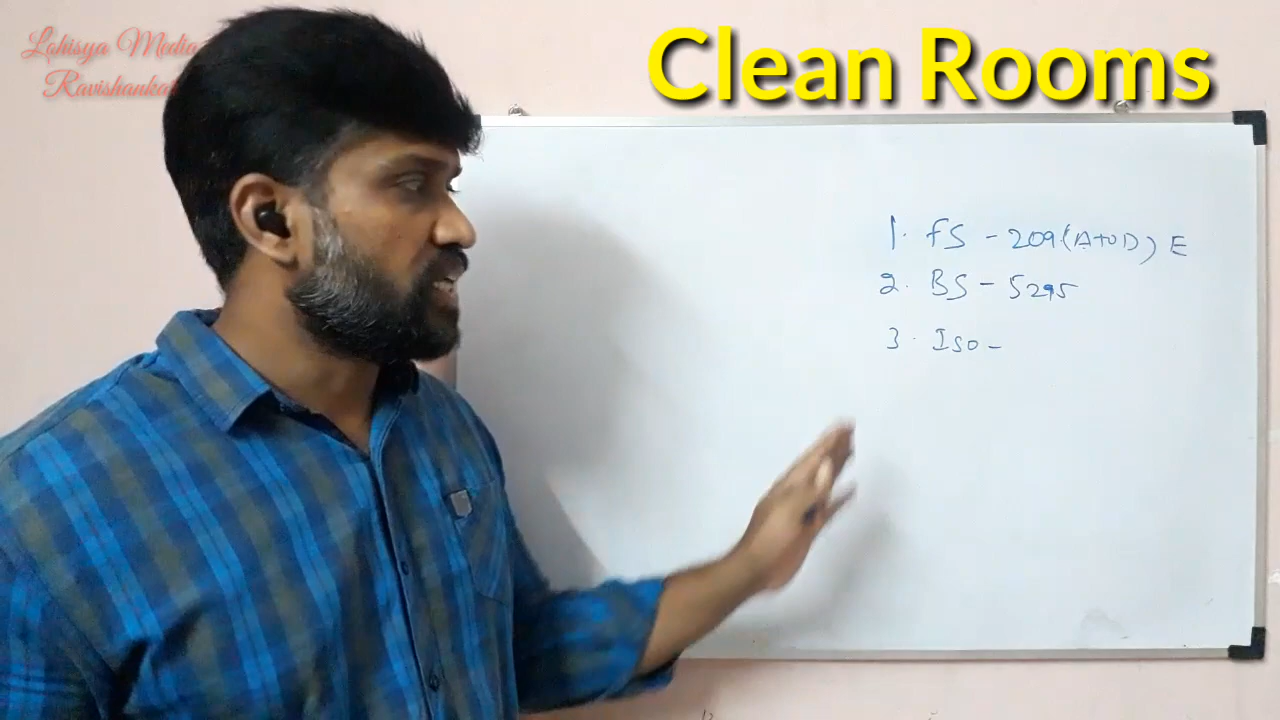 Lohisya Media
Ravishankar
Clean Rooms
1. FS - 209 (A to D) E
2. BS - 5295
3. ISO -